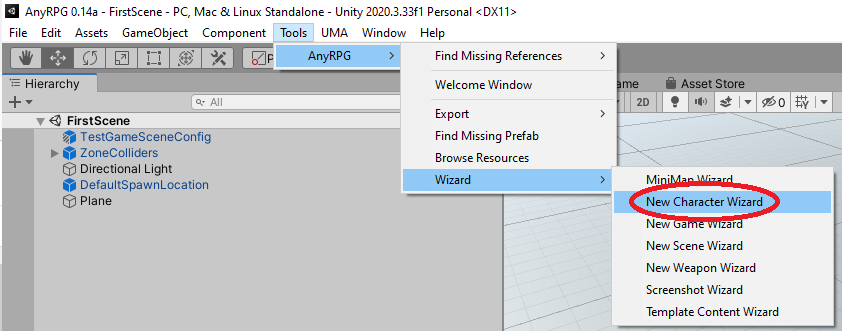 AnyRPG 0.14a - FirstScene - PC, Mac & Linux Standalone - Unity 2020.3.33f1 Personal <DX11>
File Edit Assets GameObject Component Tools UMA Window Help
AnyRPG
Find Missing References
Welcome Window
Export
Find Missing Prefab
Browse Resources
Wizard
MiniMap Wizard
New Character Wizard
New Game Wizard
New Scene Wizard
New Weapon Wizard
Screenshot Wizard
Template Content Wizard
Asset Store
2D
0
Hierarchy
All
FirstScene
TestGameSceneConfig
ZoneColliders
Directional Light
DefaultSpawnLocation
Plane